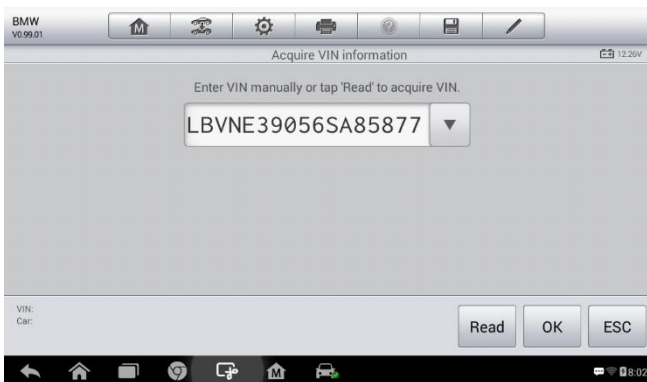 BMW
V0.99.01
M
Acquire VIN information
12.26V
Enter VIN manually or tap 'Read' to acquire VIN.
LBVNE39056SA85877
VIN:
Car:
Read
OK
ESC
M
8:02